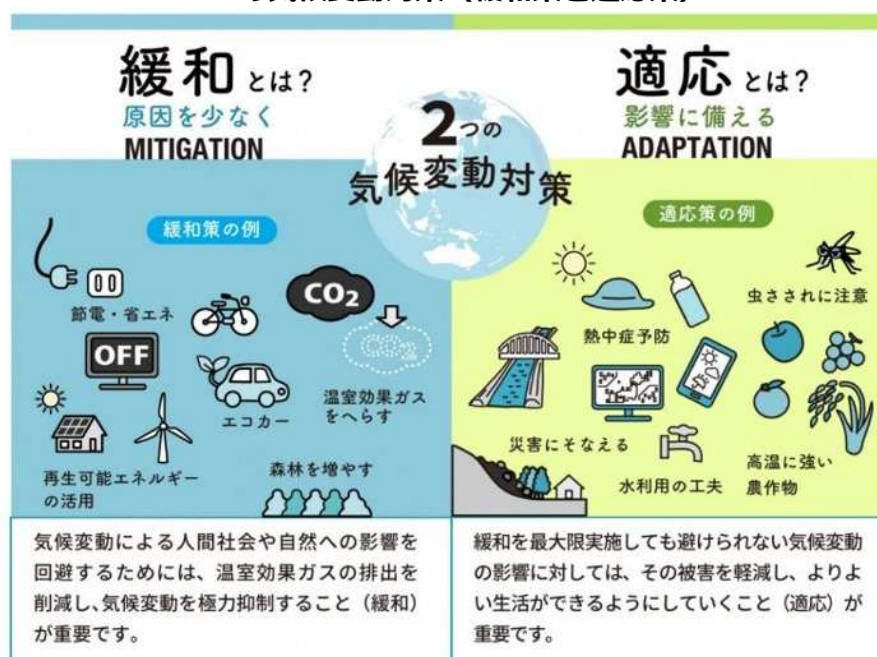 緩和とは？
原因を少なく
MITIGATION
2つの
気候変動対策
適応とは？
影響に備える
ADAPTATION
緩和策の例
節電・省エネ
OFF
CO2
CO2
エコカー
温室効果ガス
をへらす
再生可能エネルギー
の活用
森林を増やす
適応策の例
虫さされに注意
熱中症予防
災害にそなえる
水利用の工夫
高温に強い
農作物
気候変動による人間社会や自然への影響を
回避するためには、温室効果ガスの排出を
削減し、気候変動を極力抑制すること（緩和）
が重要です。
緩和を最大限実施しても避けられない気候変動
の影響に対しては、その被害を軽減し、よりよ
い生活ができるようにしていくこと（適応）が
重要です。